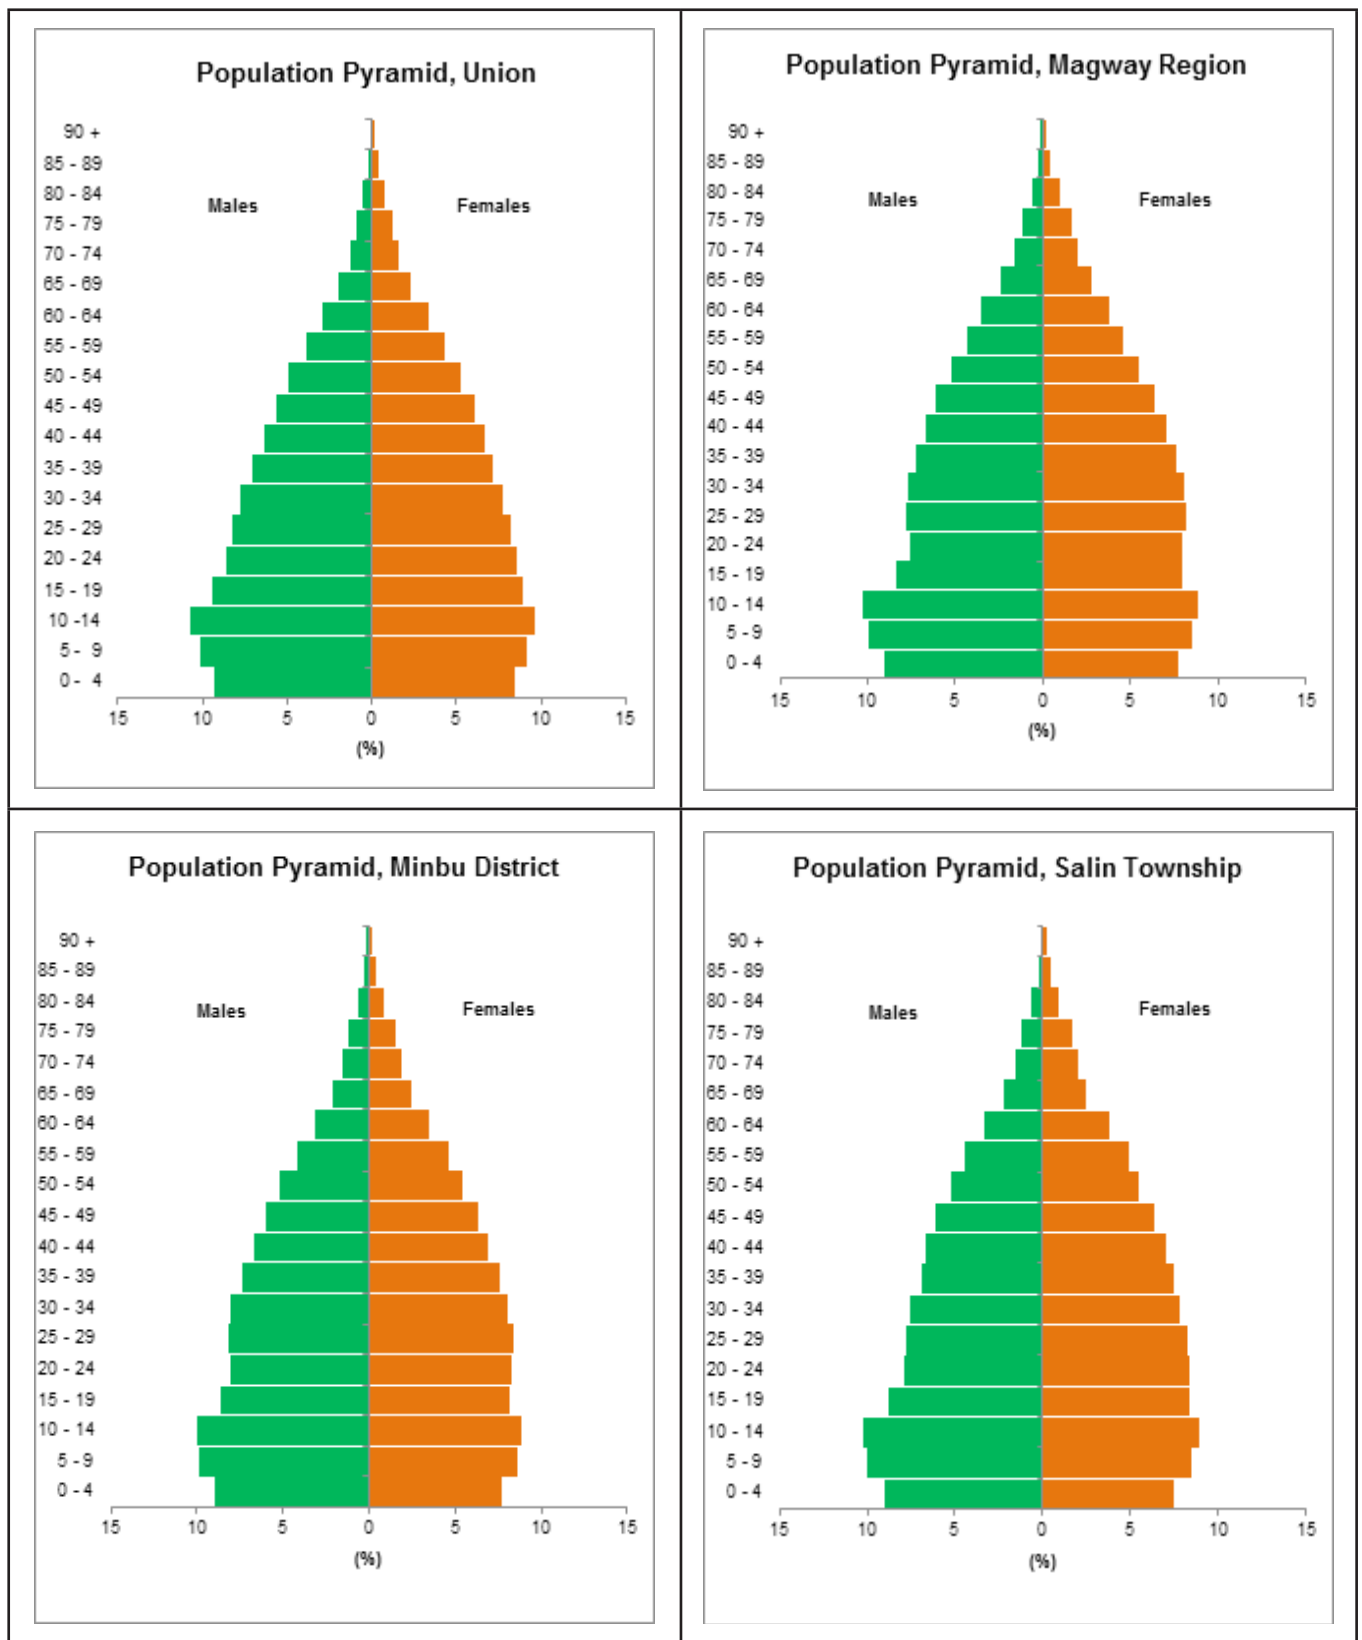 Population Pyramid, Union
90 +
85 - 89
80 - 84
Males
Females
75 - 79
70 - 74
65 - 69
60 - 64
55 - 59
50 - 54
45 - 49
40 - 44
35 - 39
30 - 34
25 - 29
20 - 24
15 - 19
10 -14
5 - 9
0 - 4
15 10 5 0 5 10 15
(%)
Population Pyramid, Magway Region
90 +
85 - 89
80 - 84
Males
Females
75 - 79
70 - 74
65 - 69
60 - 64
55 - 59
50 - 54
45 - 49
40 - 44
35 - 39
30 - 34
25 - 29
20 - 24
15 - 19
10 - 14
5 - 9
0 - 4
15 10 5 0 5 10 15
(%)
Population Pyramid, Minbu District
90 +
85 - 89
80 - 84
Males
Females
75 - 79
70 - 74
65 - 69
60 - 64
55 - 59
50 - 54
45 - 49
40 - 44
35 - 39
30 - 34
25 - 29
20 - 24
15 - 19
10 - 14
5 - 9
0 - 4
15 10 5 0 5 10 15
(%)
Population Pyramid, Salin Township
90 +
85 - 89
80 - 84
Males
Females
75 - 79
70 - 74
65 - 69
60 - 64
55 - 59
50 - 54
45 - 49
40 - 44
35 - 39
30 - 34
25 - 29
20 - 24
15 - 19
10 - 14
5 - 9
0 - 4
15 10 5 0 5 10 15
(%)